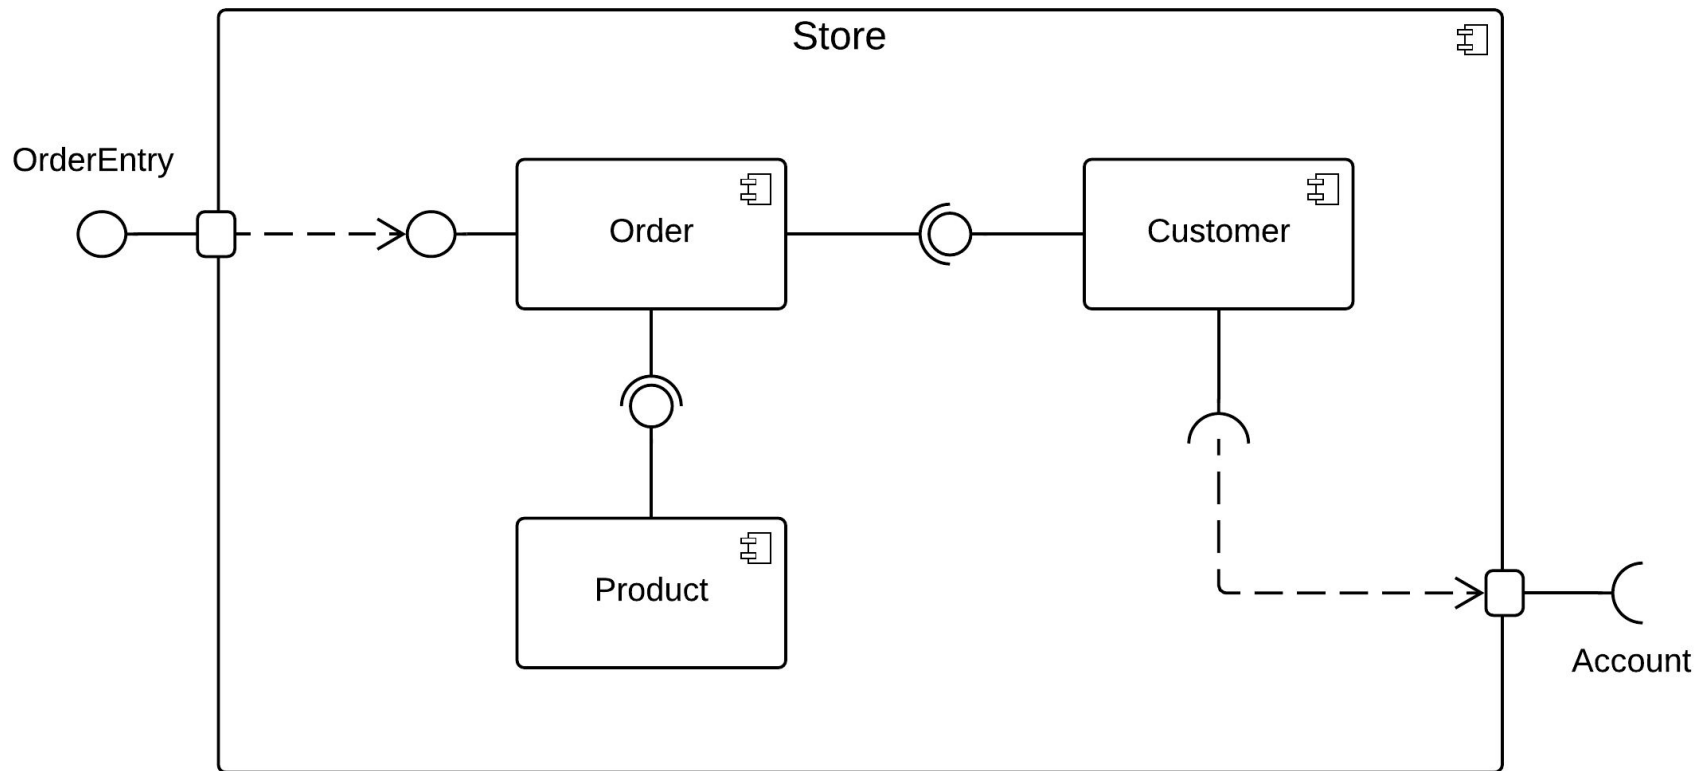 Store
OrderEntry
Order
Customer
Product
Account